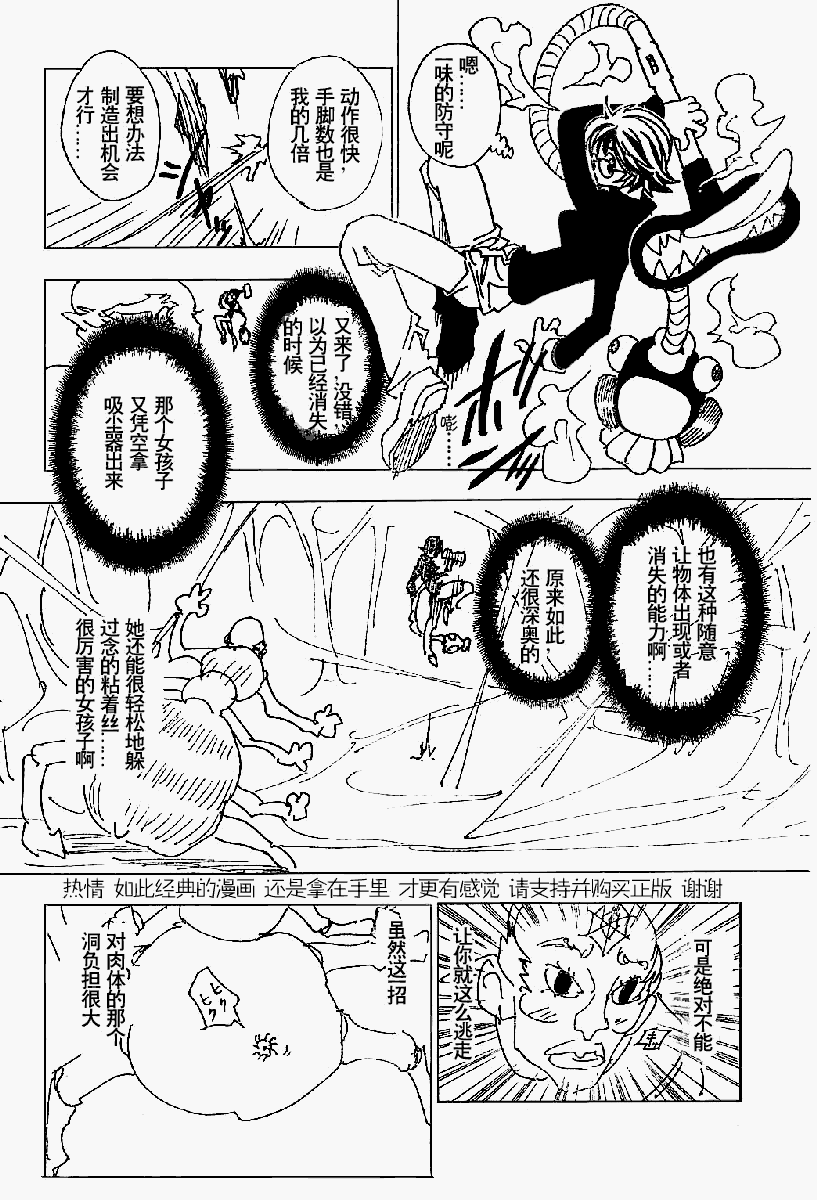 嗯……
一味的防守呢
B
动作很快，
手脚数也是
我的几倍
要想办法
制造出机会
才行……
嘭……
又来了 没错，
以为已经消失
的时候
那个女孩子
又凭空拿
吸尘器出来
也有这种随意
让物体出现或者
消失的能力啊……
原来如此，
还很深奥的
她还能很轻松地躲
过念的粘着丝……
很厉害的女孩子啊
热情 如此经典的漫画 还是拿在手里 才更有感觉 请支持并购买正版 谢谢
可是绝对不能
让你就这么逃走
虽然这一招
对肉体的那个
洞负担很大
ヒク
ヒク